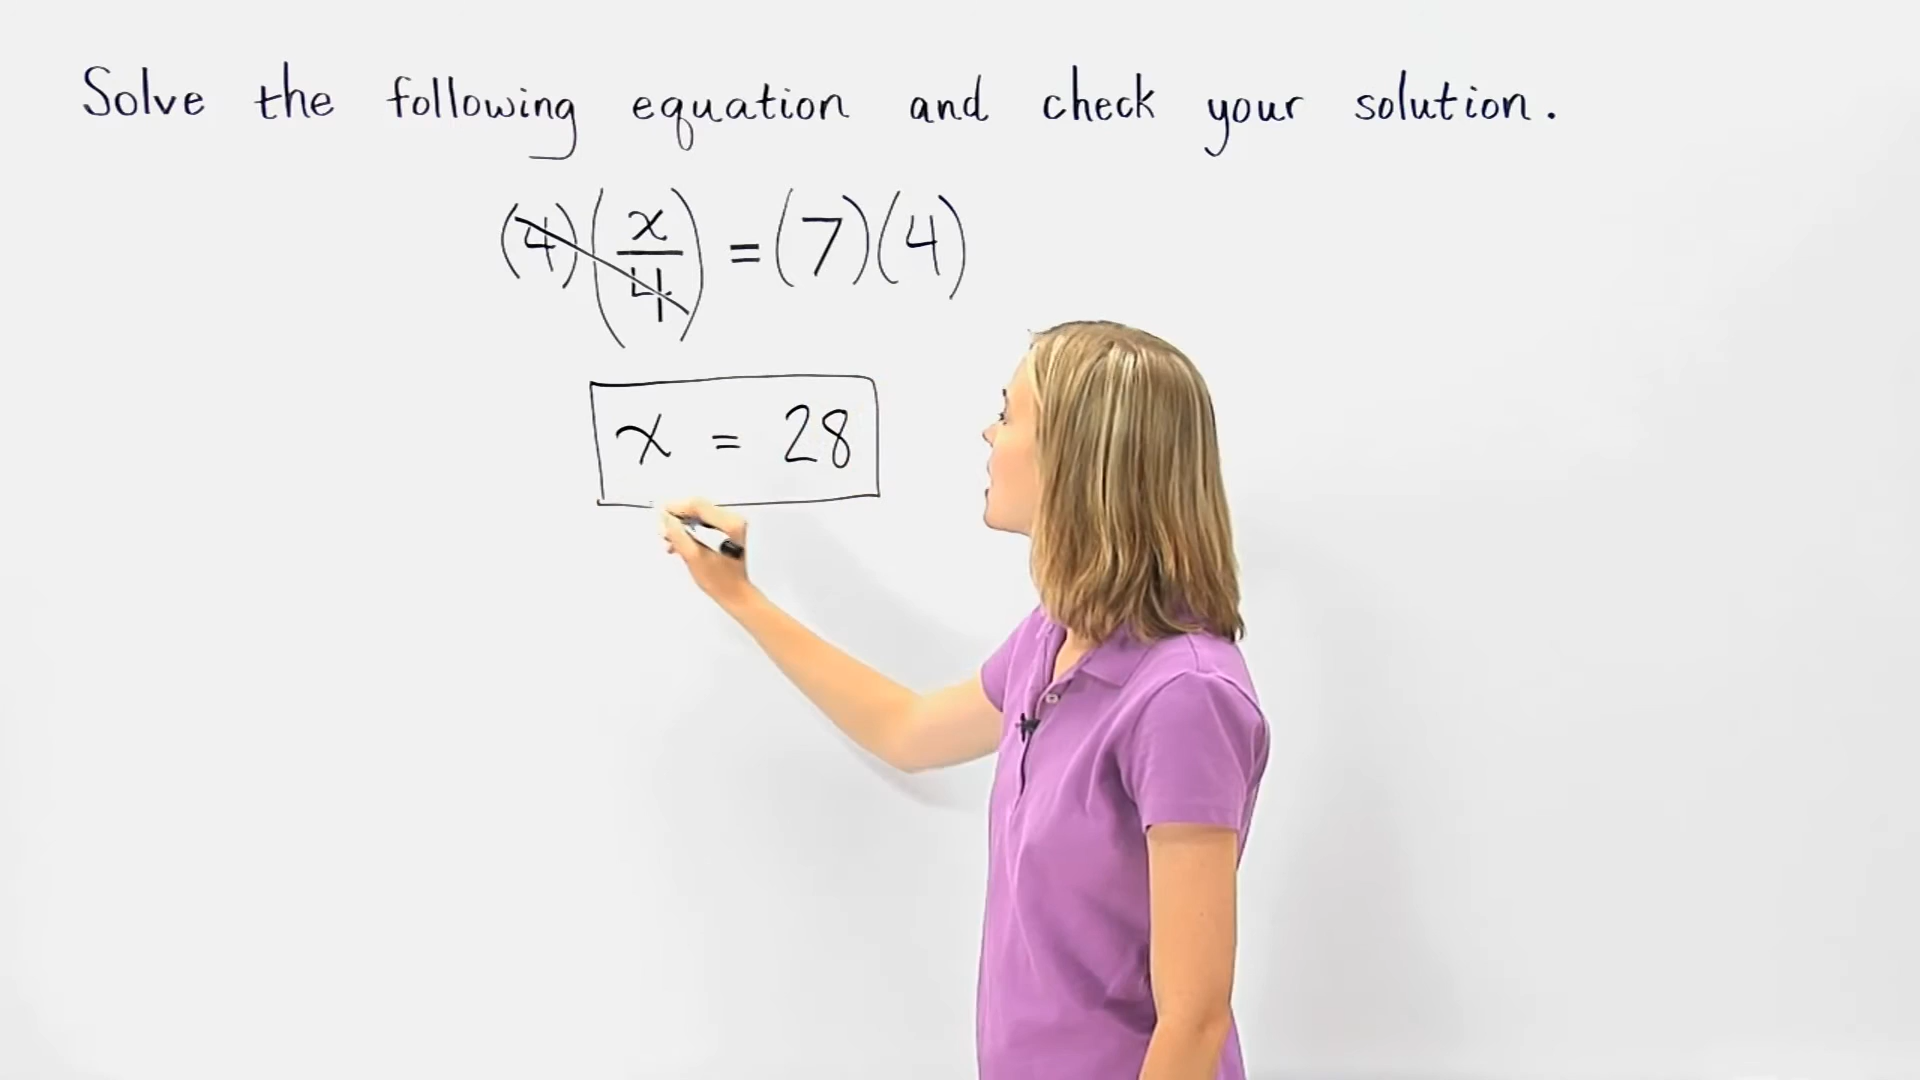 Solve the following equation and check your solution.
(4)(x/4) = (7)(4)
x = 28